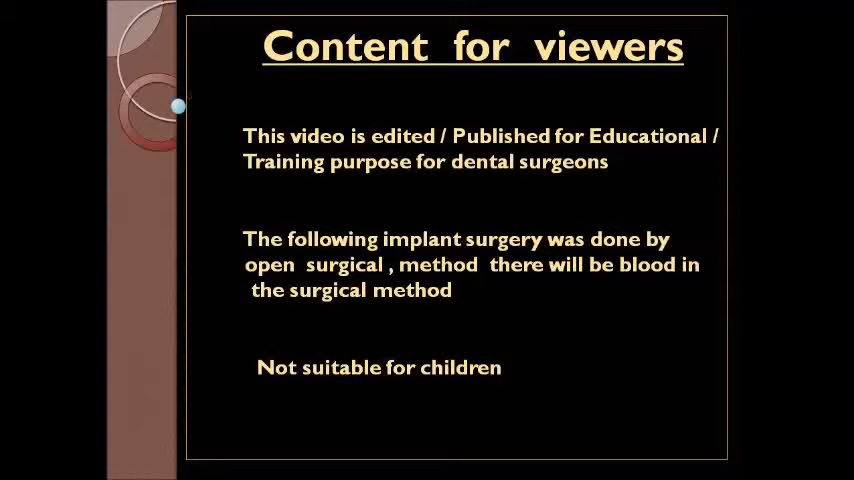 Content for viewers
This video is edited / Published for Educational /
Training purpose for dental surgeons
The following implant surgery was done by
open surgical , method there will be blood in
the surgical method
Not suitable for children